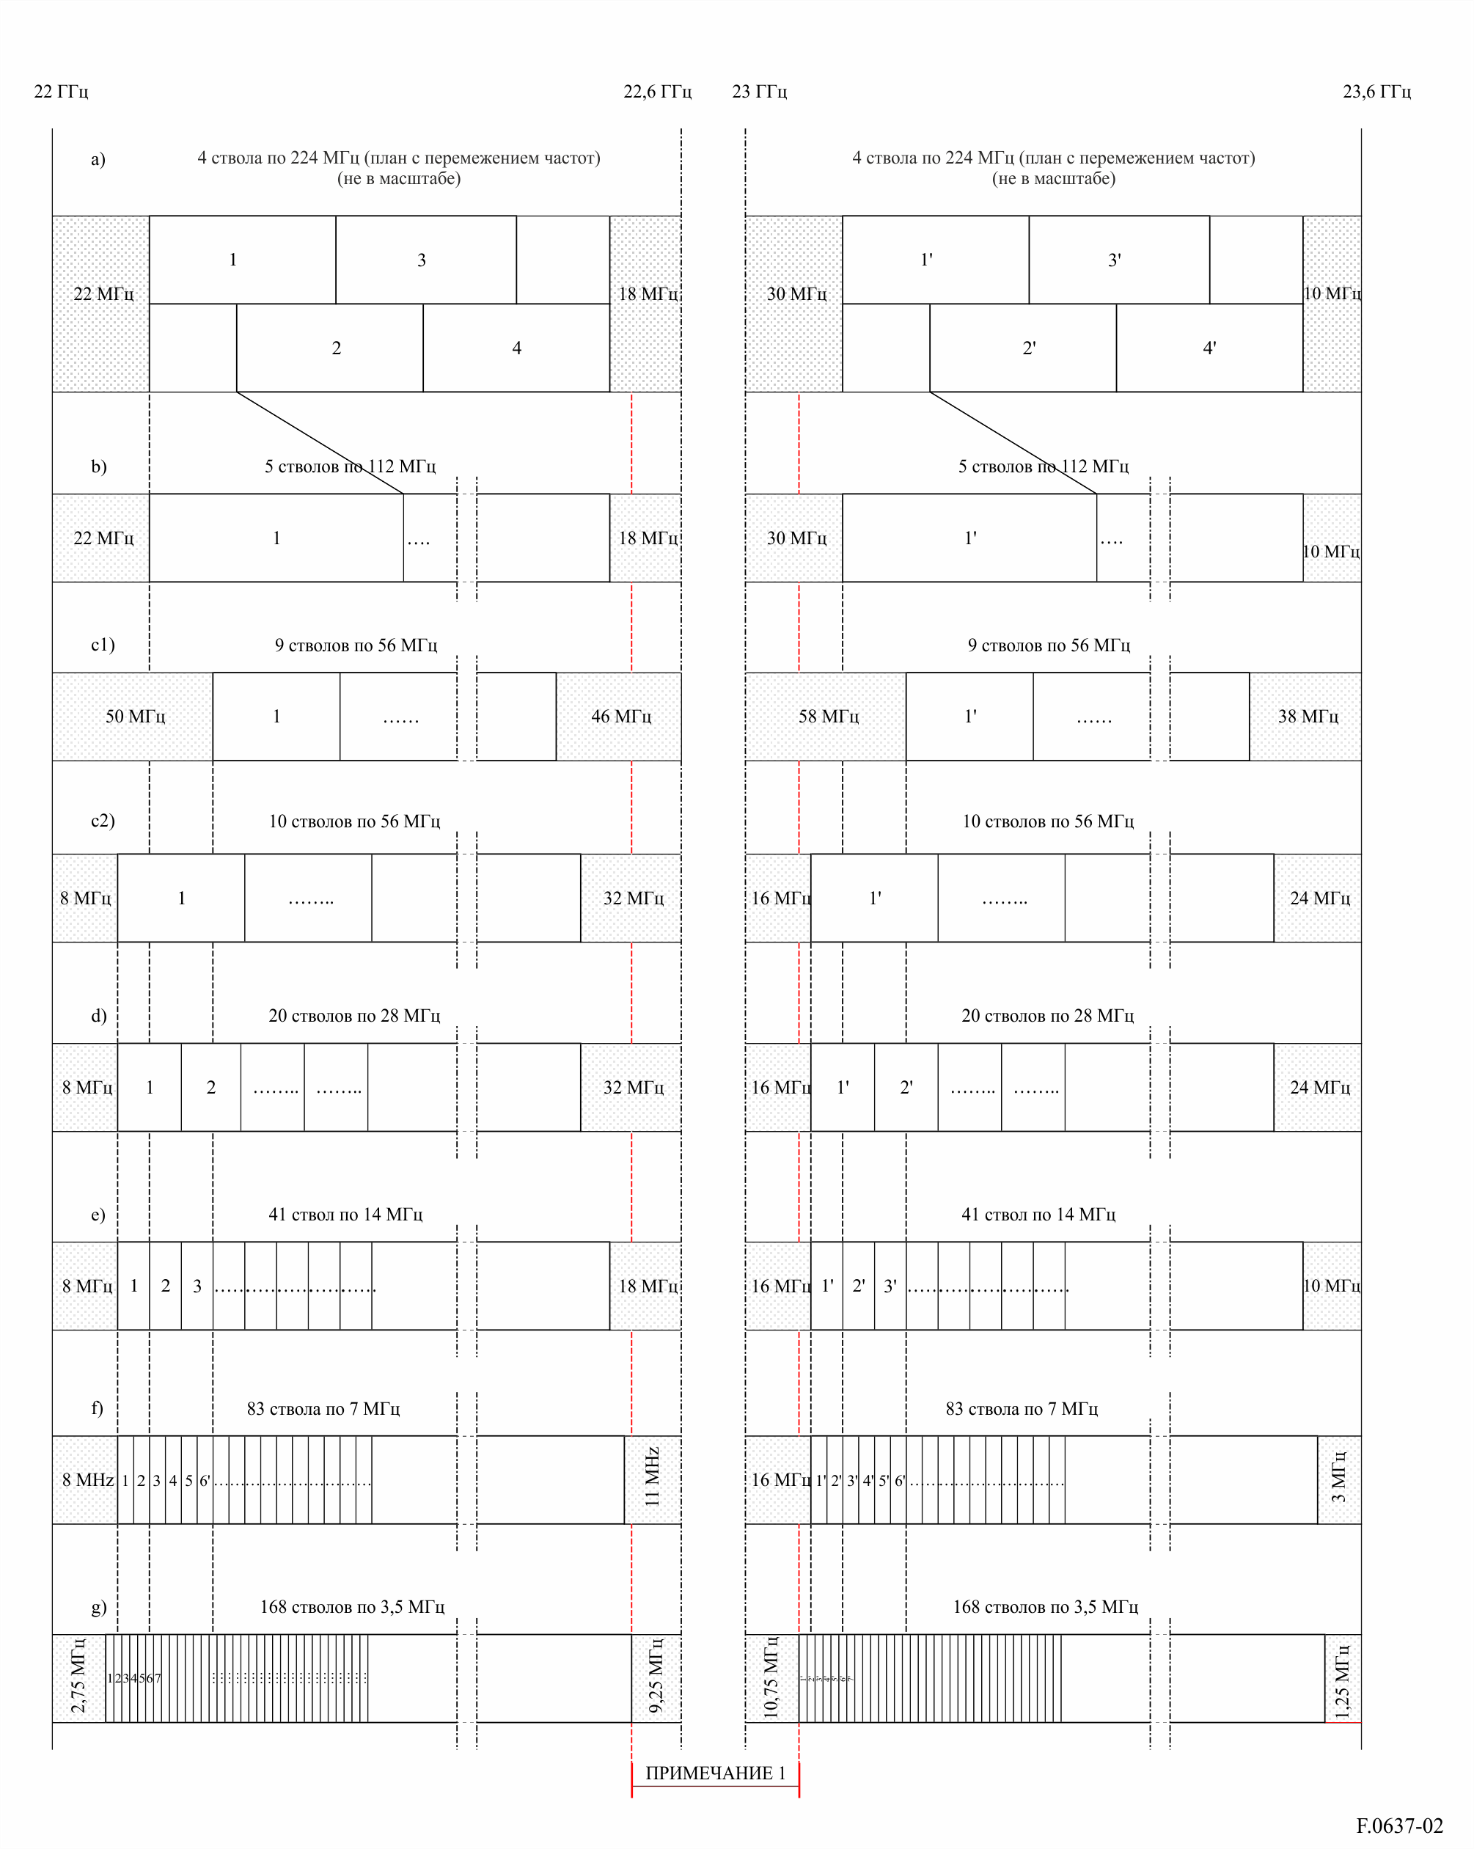 22 ГГц 22,6 ГГц 23 ГГц 23,6 ГГц
a) 4 ствола по 224 МГц (план с перемежением частот) 4 ствола по 224 МГц (план с перемежением частот)
(не в масштабе) (не в масштабе)
1 3 1' 3'
22 МГц 18 МГц 30 МГц 10 МГц
2 4 2' 4'
b) 5 стволов по 112 МГц 5 стволов по 112 МГц
22 МГц 1 .... 18 МГц 30 МГц 1' .... 10 МГц
c1) 9 стволов по 56 МГц 9 стволов по 56 МГц
50 МГц 1 ...... 46 МГц 58 МГц 1' ...... 38 МГц
c2) 10 стволов по 56 МГц 10 стволов по 56 МГц
8 МГц 1 ........ 32 МГц 16 МГц 1' ........ 24 МГц
d) 20 стволов по 28 МГц 20 стволов по 28 МГц
8 МГц 1 2 ........ ........ 32 МГц 16 МГц 1' 2' ........ ........ 24 МГц
e) 41 ствол по 14 МГц 41 ствол по 14 МГц
8 МГц 1 2 3 18 МГц 16 МГц 1' 2' 3' 10 МГц
f) 83 ствола по 7 МГц 83 ствола по 7 МГц
8 MHz 1 2 3 4 5 6' 11 MHz 16 МГц 1' 2' 3' 4' 5' 6' 3 МГц
g) 168 стволов по 3,5 МГц 168 стволов по 3,5 МГц
2,75 МГц 1 2 3 4 5 6 7 9,25 МГц 10,75 МГц 1,25 МГц
ПРИМЕЧАНИЕ 1
F.0637-02